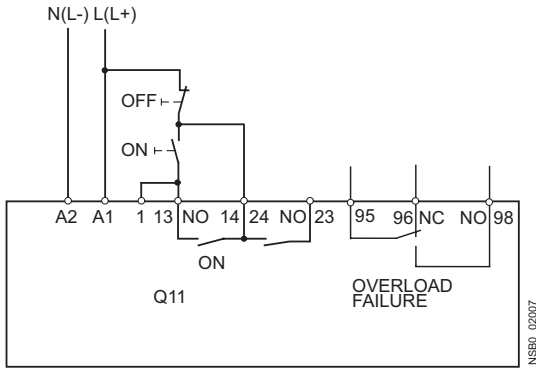 N(L-) L(L+)
OFF
ON
A2 A1 1 13 NO 14 24 NO 23 95 96 NC NO 98
ON
Q11
OVERLOAD
FAILURE
NSB0_02007